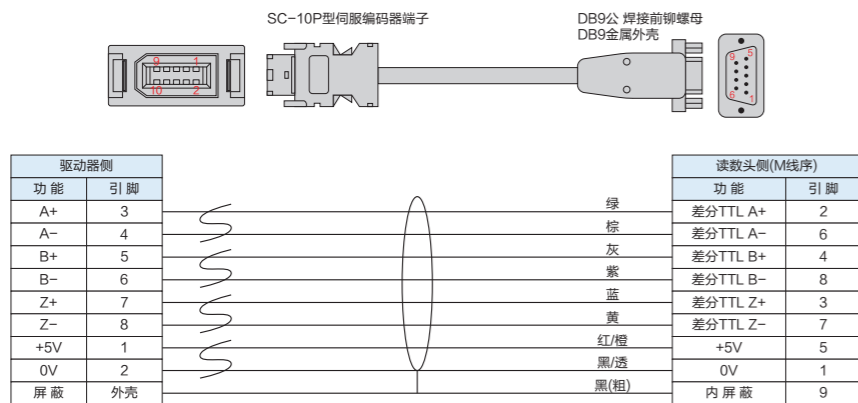 SC-10P型伺服编码器端子
DB9公 焊接前铆螺母
DB9金属外壳
9 1
10 2
5
9
6
1
驱动器侧
读数头侧(M线序)
功 能 引 脚
功 能 引 脚
A+ 3 绿 差分TTL A+ 2
A- 4 棕 差分TTL A- 6
B+ 5 灰 差分TTL B+ 4
B- 6 紫 差分TTL B- 8
Z+ 7 蓝 差分TTL Z+ 3
Z- 8 黄 差分TTL Z- 7
+5V 1 红/橙 +5V 5
0V 2 黑/透 0V 1
屏 蔽 外壳 黑(粗) 内 屏 蔽 9